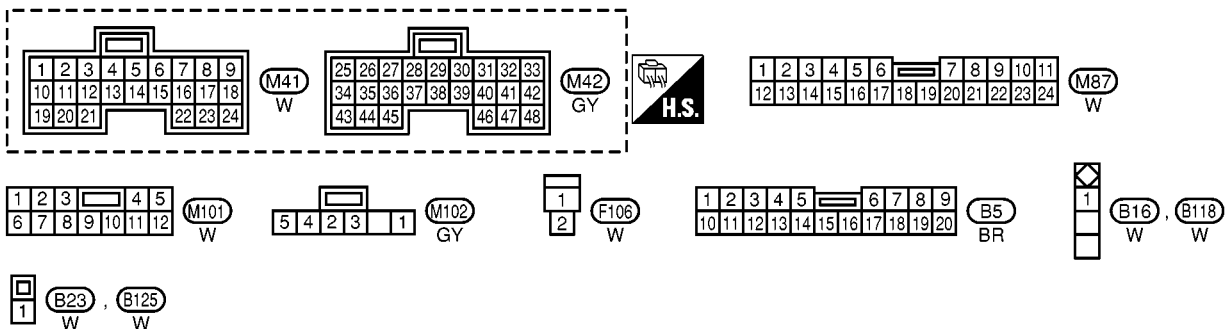 1 2 3 4 5 6 7 8 9
10 11 12 13 14 15 16 17 18
19 20 21 22 23 24
M41
W
25 26 27 28 29 30 31 32 33
34 35 36 37 38 39 40 41 42
43 44 45 46 47 48
M42
GY
H.S.
1 2 3 4 5 6 7 8 9 10 11
12 13 14 15 16 17 18 19 20 21 22 23 24
M87
W
1 2 3 4 5
6 7 8 9 10 11 12
M101
W
5 4 2 3 1
M102
GY
1
2
F106
W
1 2 3 4 5 6 7 8 9
10 11 12 13 14 15 16 17 18 19 20
B5
BR
1
B16 , B118
W W
1
B23 , B125
W W